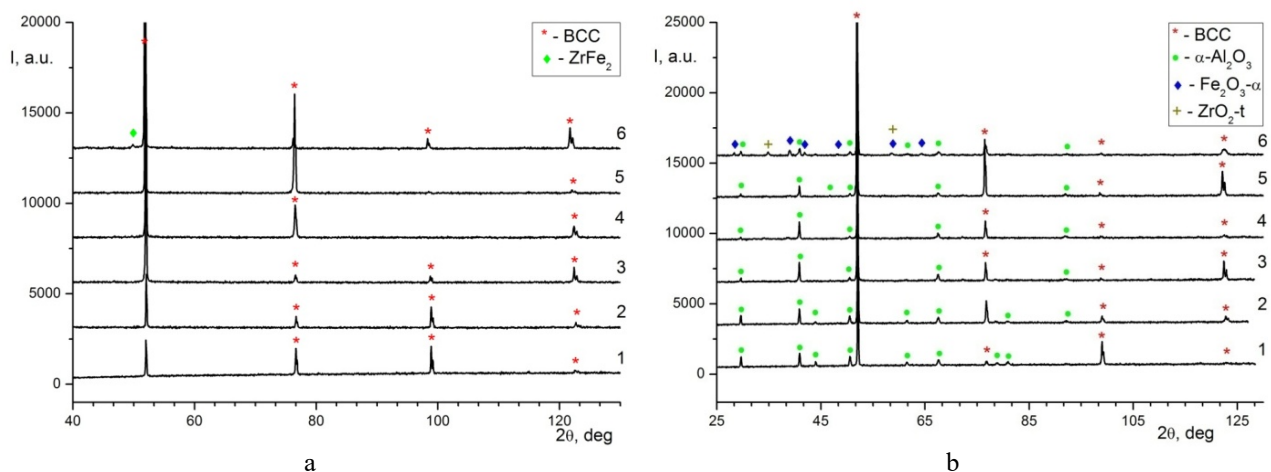 20000
I, a.u.
15000
10000
5000
0
* - BCC
♦ - ZrFe₂
6
5
4
3
2
1
40
60
80
100
120
2θ, deg
a
25000
I, a.u.
20000
15000
10000
5000
0
* - BCC
● - α-Al₂O₃
♦ - Fe₂O₃-α
+ - ZrO₂-t
6
5
4
3
2
1
25
45
65
85
105
125
2θ, deg
b